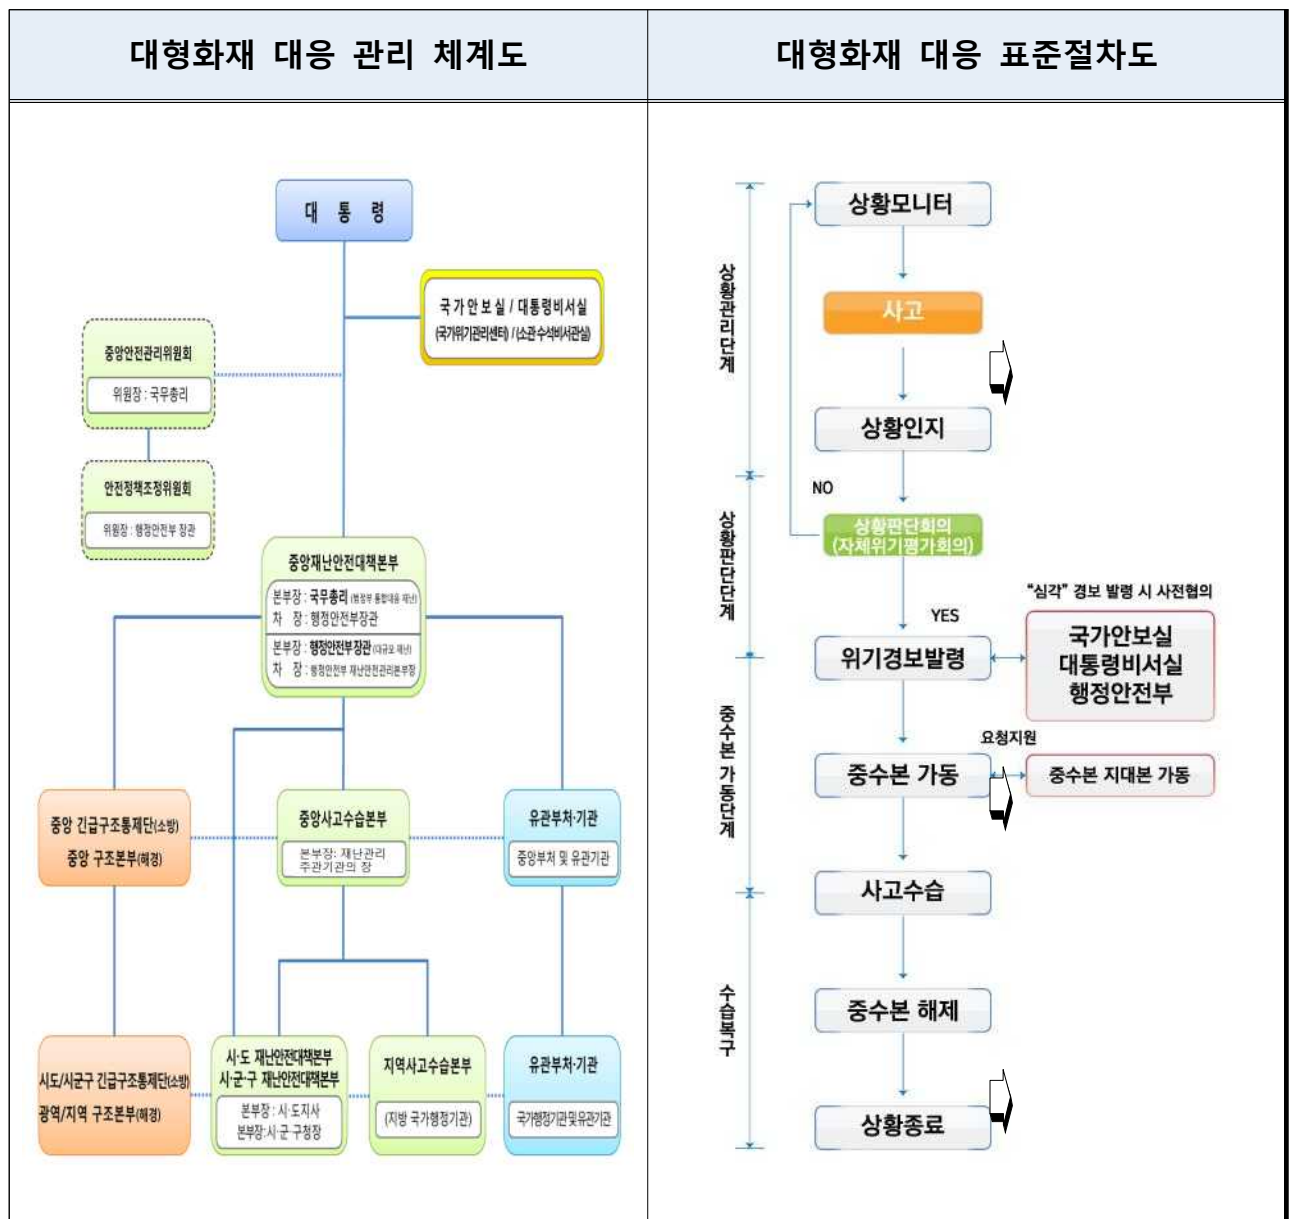 대형화재 대응 관리 체계도
대 통 령
국가안보실 / 대통령비서실
(국가위기관리센터) / (소관 수석비서관실)
중앙안전관리위원회
위원장 : 국무총리
안전정책조정위원회
위원장 : 행정안전부 장관
중앙재난안전대책본부
본부장 : 국무총리 (범정부 통합대응 재난)
차 장 : 행정안전부장관
본부장 : 행정안전부장관 (대규모 재난)
차 장 : 행정안전부 재난안전관리본부장
중앙 긴급구조통제단(소방)
중앙 구조본부(해경)
중앙사고수습본부
본부장: 재난관리
주관기관의 장
유관부처·기관
중앙부처 및 유관기관
시도/시군구 긴급구조통제단(소방)
광역/지역 구조본부(해경)
시·도 재난안전대책본부
시·군·구 재난안전대책본부
본부장 : 시·도지사
본부장:시·군 구청장
지역사고수습본부
(지방 국가행정기관)
유관부처·기관
국가행정기관및유관기관
대형화재 대응 표준절차도
상황관리단계
상황판단단계
중수본 가동단계
수습복구
상황모니터
사고
상황인지
NO
상황판단회의
(자체위기평가회의)
YES
"심각" 경보 발령 시 사전협의
위기경보발령
국가안보실
대통령비서실
행정안전부
요청지원
중수본 가동
중수본 지대본 가동
사고수습
중수본 해제
상황종료